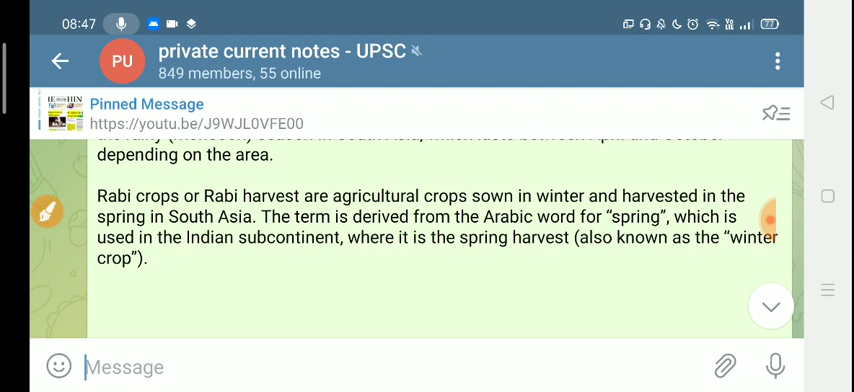 08:47
77
PU
private current notes - UPSC
849 members, 55 online
Pinned Message
https://youtu.be/J9WJL0VFE00
depending on the area.
Rabi crops or Rabi harvest are agricultural crops sown in winter and harvested in the
spring in South Asia. The term is derived from the Arabic word for “spring”, which is
used in the Indian subcontinent, where it is the spring harvest (also known as the “winter
crop”).
Message